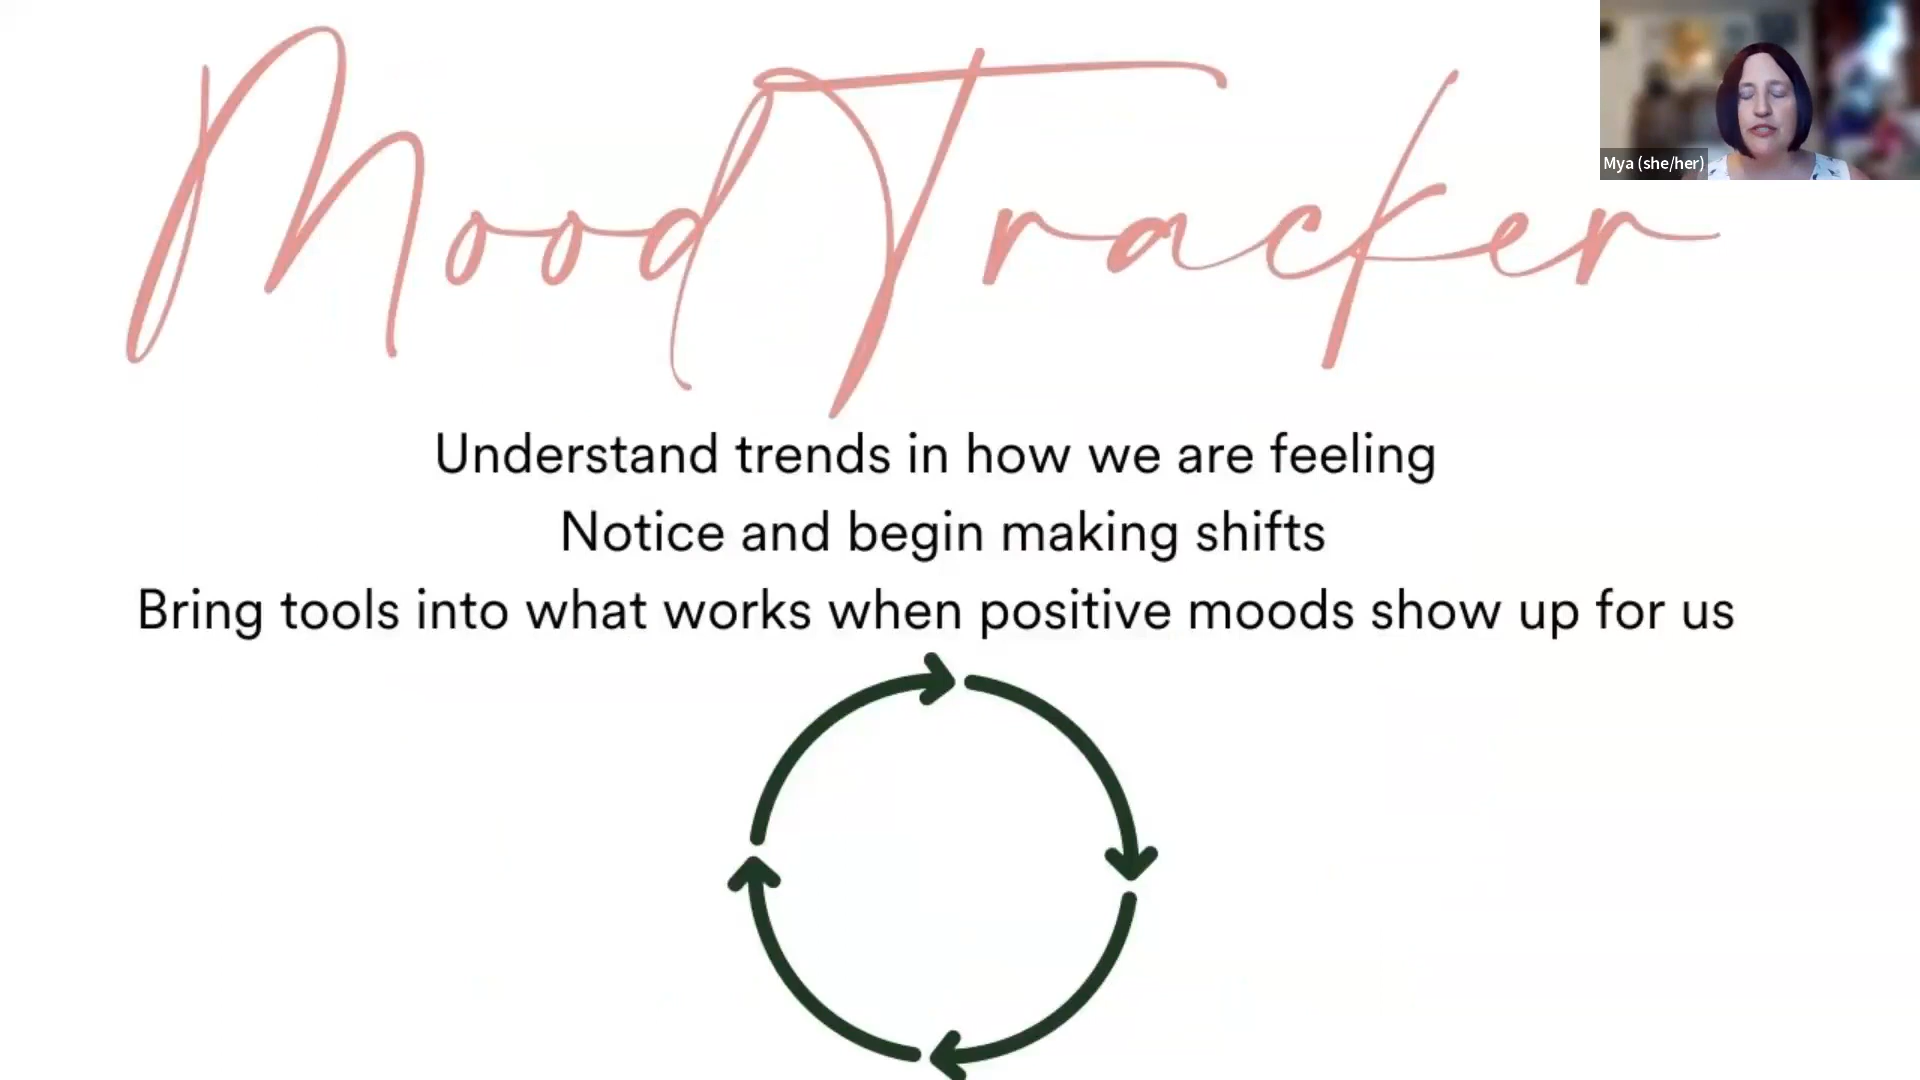 Mood Tracker
Mya (she/her)
Understand trends in how we are feeling
Notice and begin making shifts
Bring tools into what works when positive moods show up for us